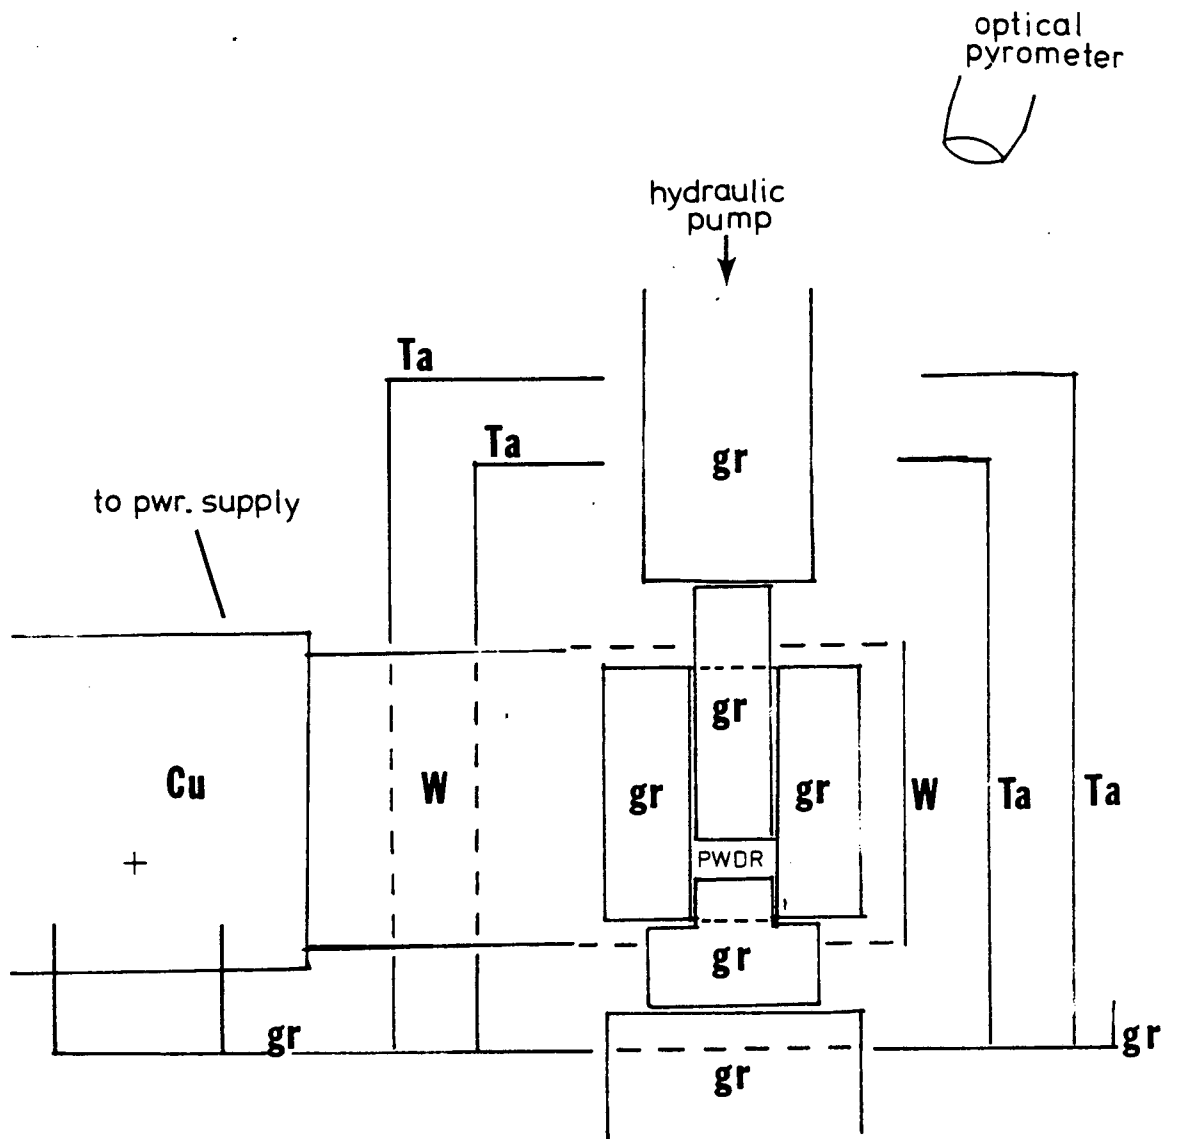 optical
pyrometer
hydraulic
pump
Ta
Ta
gr
to pwr. supply
gr
Cu
W
gr
gr
W
Ta
Ta
+
PWDR
gr
gr
gr
gr